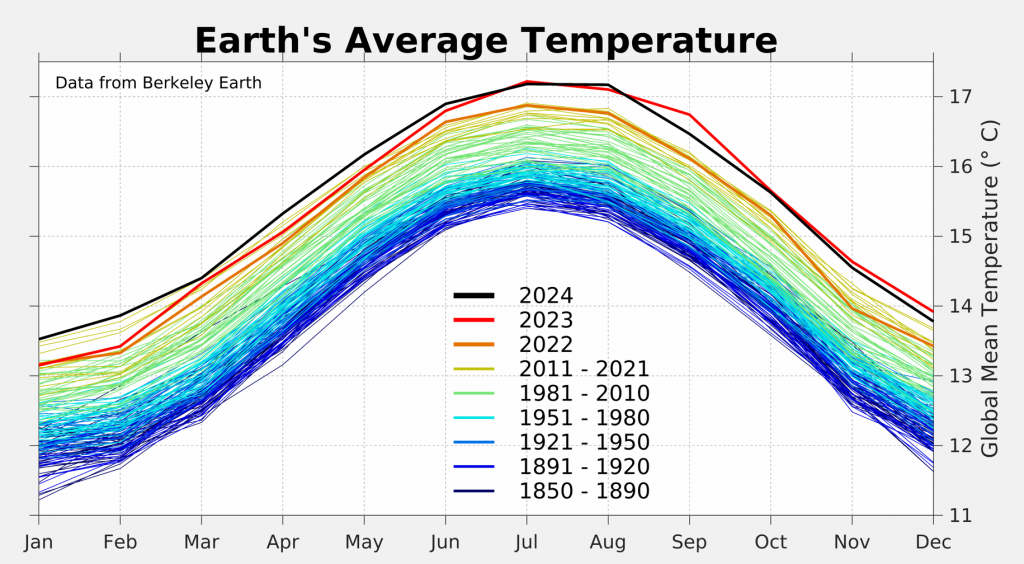 Earth's Average Temperature
Data from Berkeley Earth
17
16
15
14
13
12
11
Global Mean Temperature (° C)
2024
2023
2022
2011 - 2021
1981 - 2010
1951 - 1980
1921 - 1950
1891 - 1920
1850 - 1890
Jan Feb Mar Apr May Jun Jul Aug Sep Oct Nov Dec